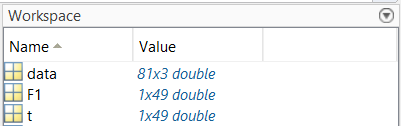 Workspace
Name Value
data 81x3 double
F1 1x49 double
t 1x49 double